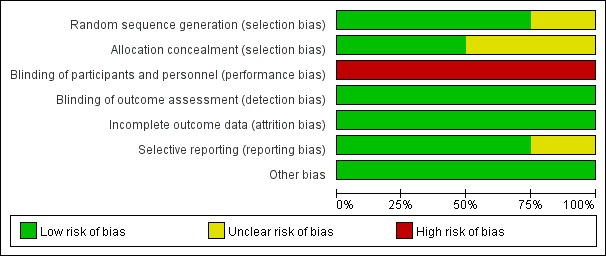 Random sequence generation (selection bias)
Allocation concealment (selection bias)
Blinding of participants and personnel (performance bias)
Blinding of outcome assessment (detection bias)
Incomplete outcome data (attrition bias)
Selective reporting (reporting bias)
Other bias
0% 25% 50% 75% 100%
Low risk of bias Unclear risk of bias High risk of bias